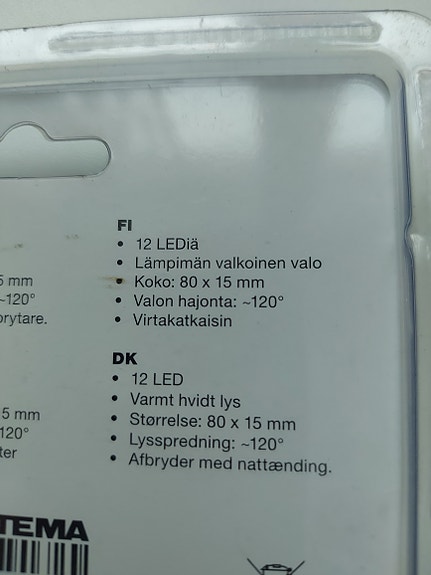 5 mm
~120°
brytare.
5 mm
120°
ter
TEMA
FI
• 12 LEDiä
• Lämpimän valkoinen valo
• Koko: 80 x 15 mm
• Valon hajonta: ~120°
• Virtakatkaisin
DK
• 12 LED
• Varmt hvidt lys
• Størrelse: 80 x 15 mm
• Lysspredning: ~120°
• Afbryder med nattænding.